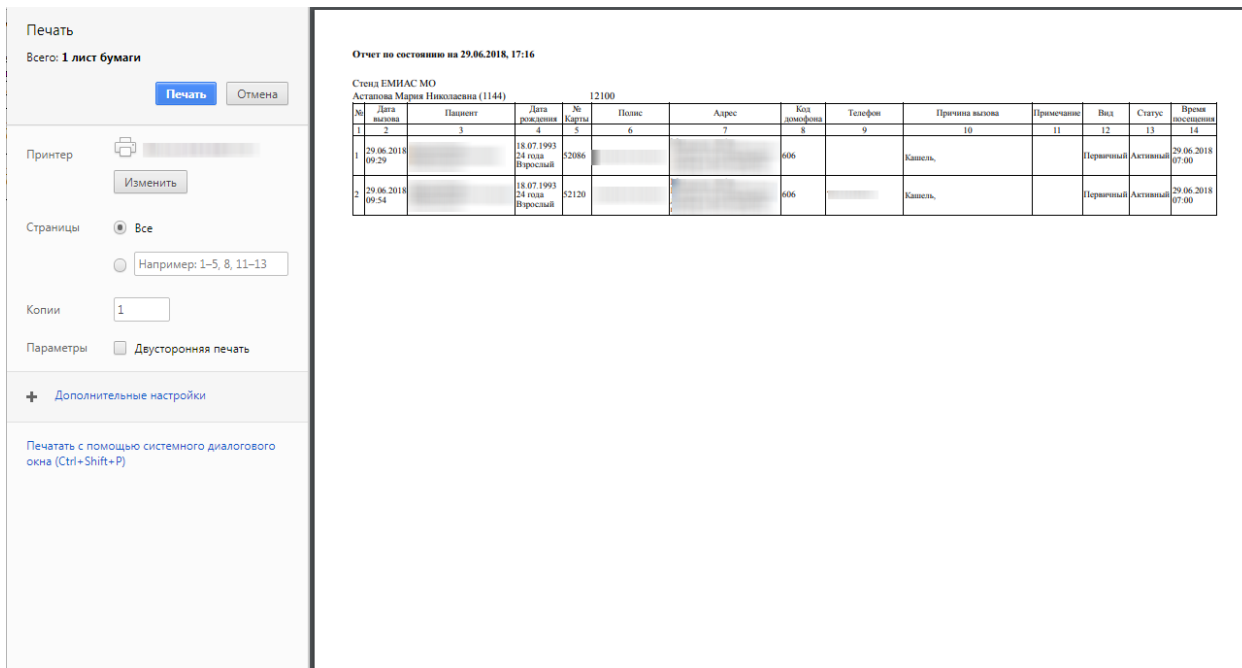 Печать
Всего: 1 лист бумаги
Печать Отмена
Принтер
Изменить
Страницы Все
Например: 1–5, 8, 11–13
Копии 1
Параметры Двусторонняя печать
+ Дополнительные настройки
Печатать с помощью системного диалогового
окна (Ctrl+Shift+P)
Отчет по состоянию на 29.06.2018, 17:16
Стенд ЕМИАС МО
Астапова Мария Николаевна (1144) 12100
№ Дата вызова Пациент Дата рождения № Карты Полис Адрес Код домофона Телефон Причина вызова Примечание Вид Статус Время посещения
1 2 3 4 5 6 7 8 9 10 11 12 13 14
1 29.06.2018 09:29 18.07.1993 24 года Взрослый 52086 606 Кашель, Первичный Активный 29.06.2018 07:00
2 29.06.2018 09:54 18.07.1993 24 года Взрослый 52120 606 Кашель, Первичный Активный 29.06.2018 07:00